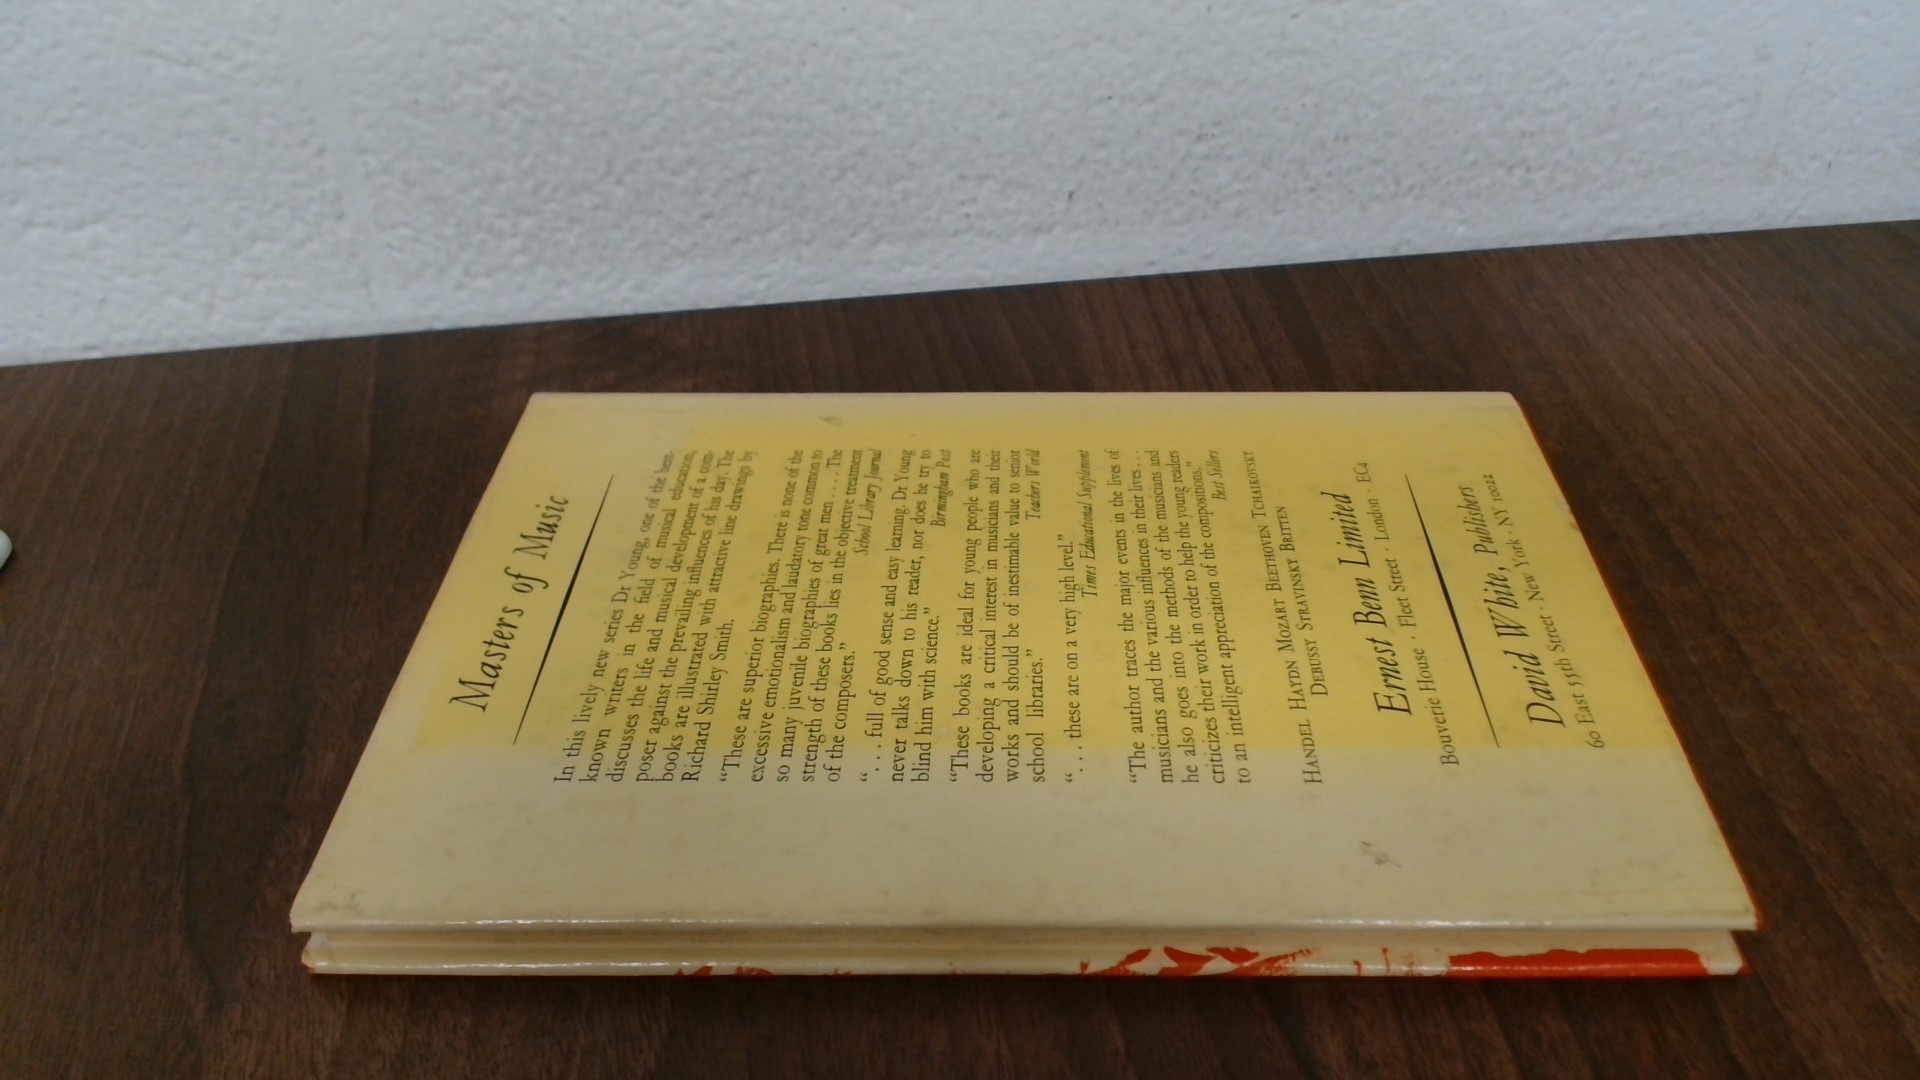 Masters of Music
In this lively new series Dr Young, one of the best-
known writers in the field of musical education,
discusses the life and musical development of a com-
poser against the prevailing influences of his day. The
books are illustrated with attractive line drawings by
Richard Shirley Smith.
“These are superior biographies. There is none of the
excessive emotionalism and laudatory tone common to
so many juvenile biographies of great men . . . . The
strength of these books lies in the objective treatment
of the composers.”
School Library Journal
“. . . full of good sense and easy learning. Dr Young
never talks down to his reader, nor does he try to
blind him with science.”
Birmingham Post
“These books are ideal for young people who are
developing a critical interest in musicians and their
works and should be of inestimable value to senior
school libraries.”
Teachers World
“. . . these are on a very high level.”
Times Educational Supplement
“The author traces the major events in the lives of
musicians and the various influences in their lives . . .
he also goes into the methods of the musicians and
criticizes their work in order to help the young readers
to an intelligent appreciation of the compositions.”
Best Sellers
HANDEL HAYDN MOZART BEETHOVEN TCHAIKOVSKY
DEBUSSY STRAVINSKY BRITTEN
Ernest Benn Limited
Bouverie House · Fleet Street · London · EC4
David White, Publishers
60 East 55th Street · New York · NY 10022